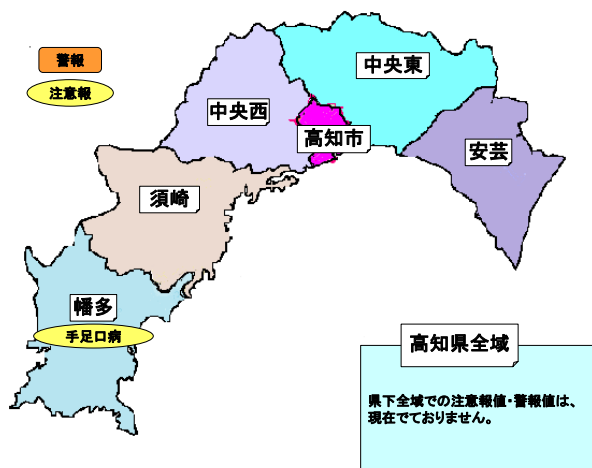 警報
注意報
中央東
中央西
高知市
安芸
須崎
幡多
手足口病
高知県全域
県下全域での注意報値・警報値は、
現在でておりません。